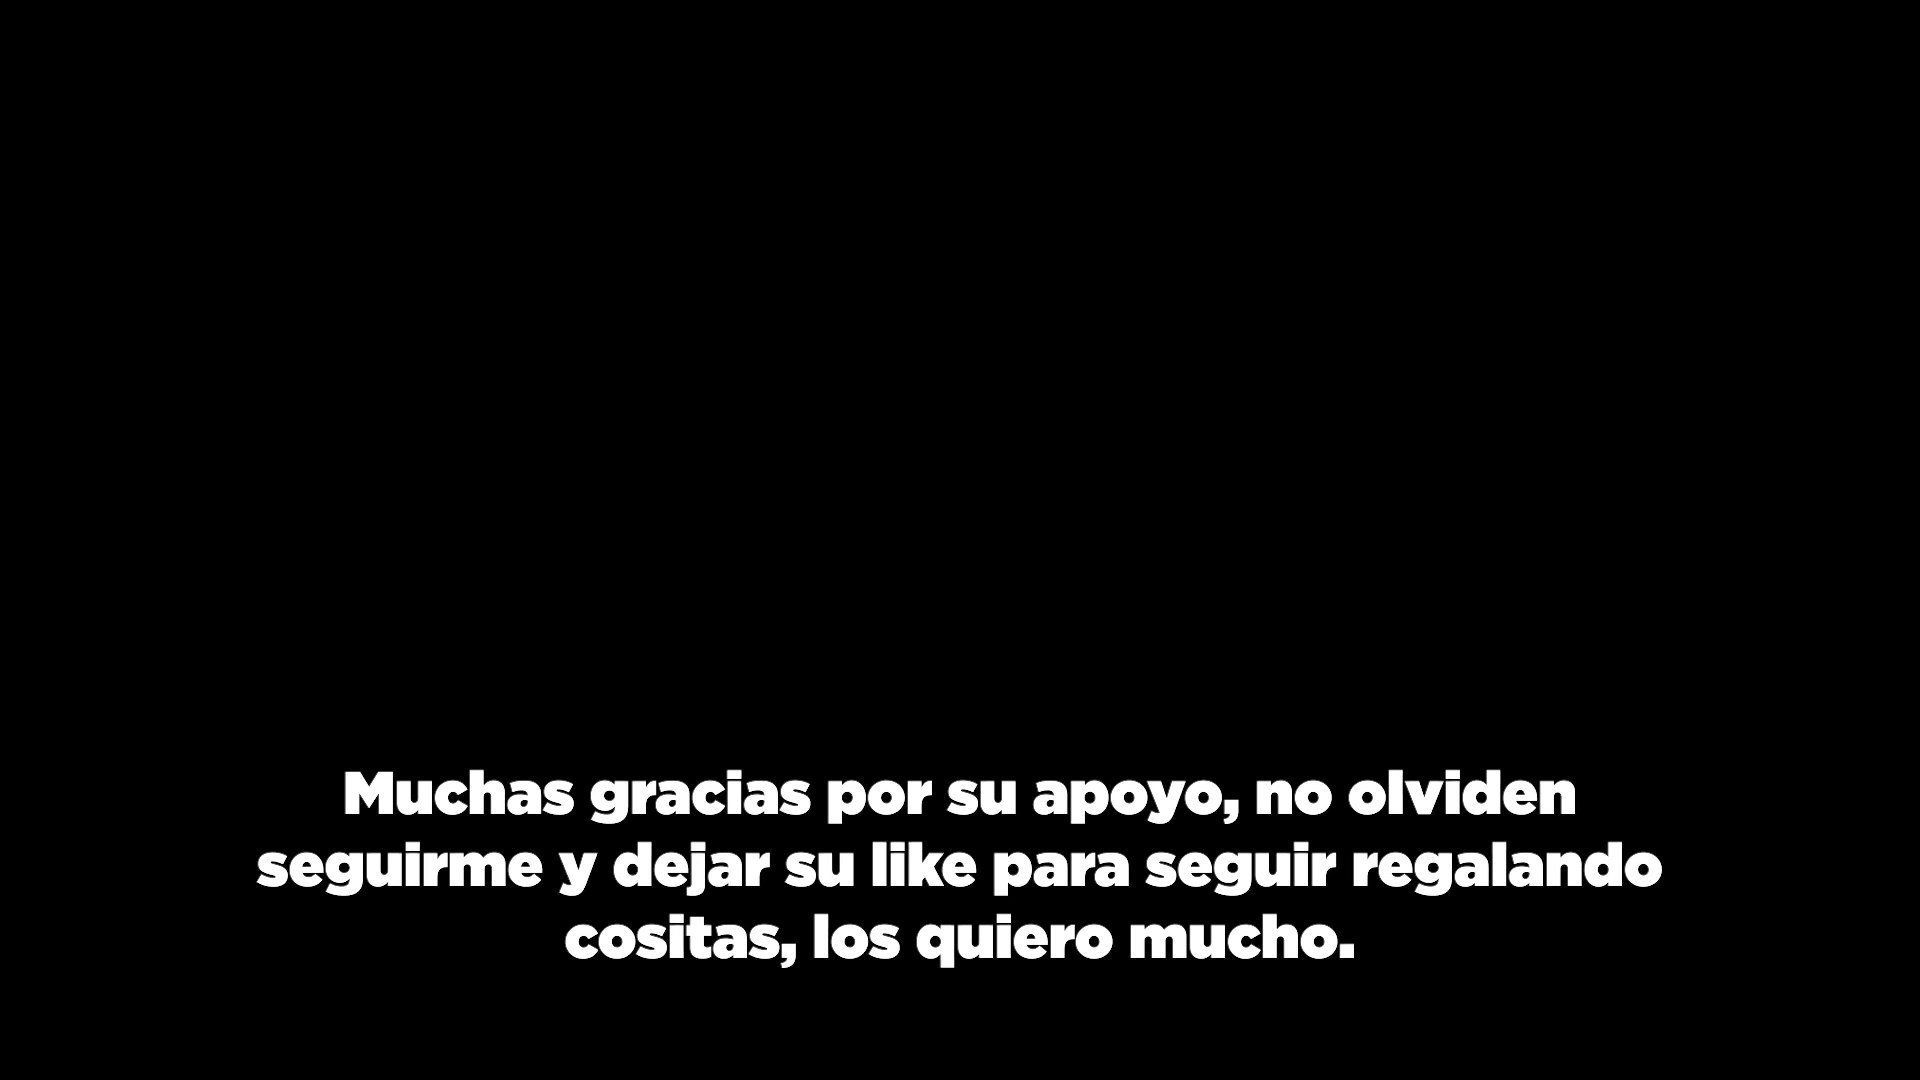 Muchas gracias por su apoyo, no olviden
seguirme y dejar su like para seguir regalando
cositas, los quiero mucho.